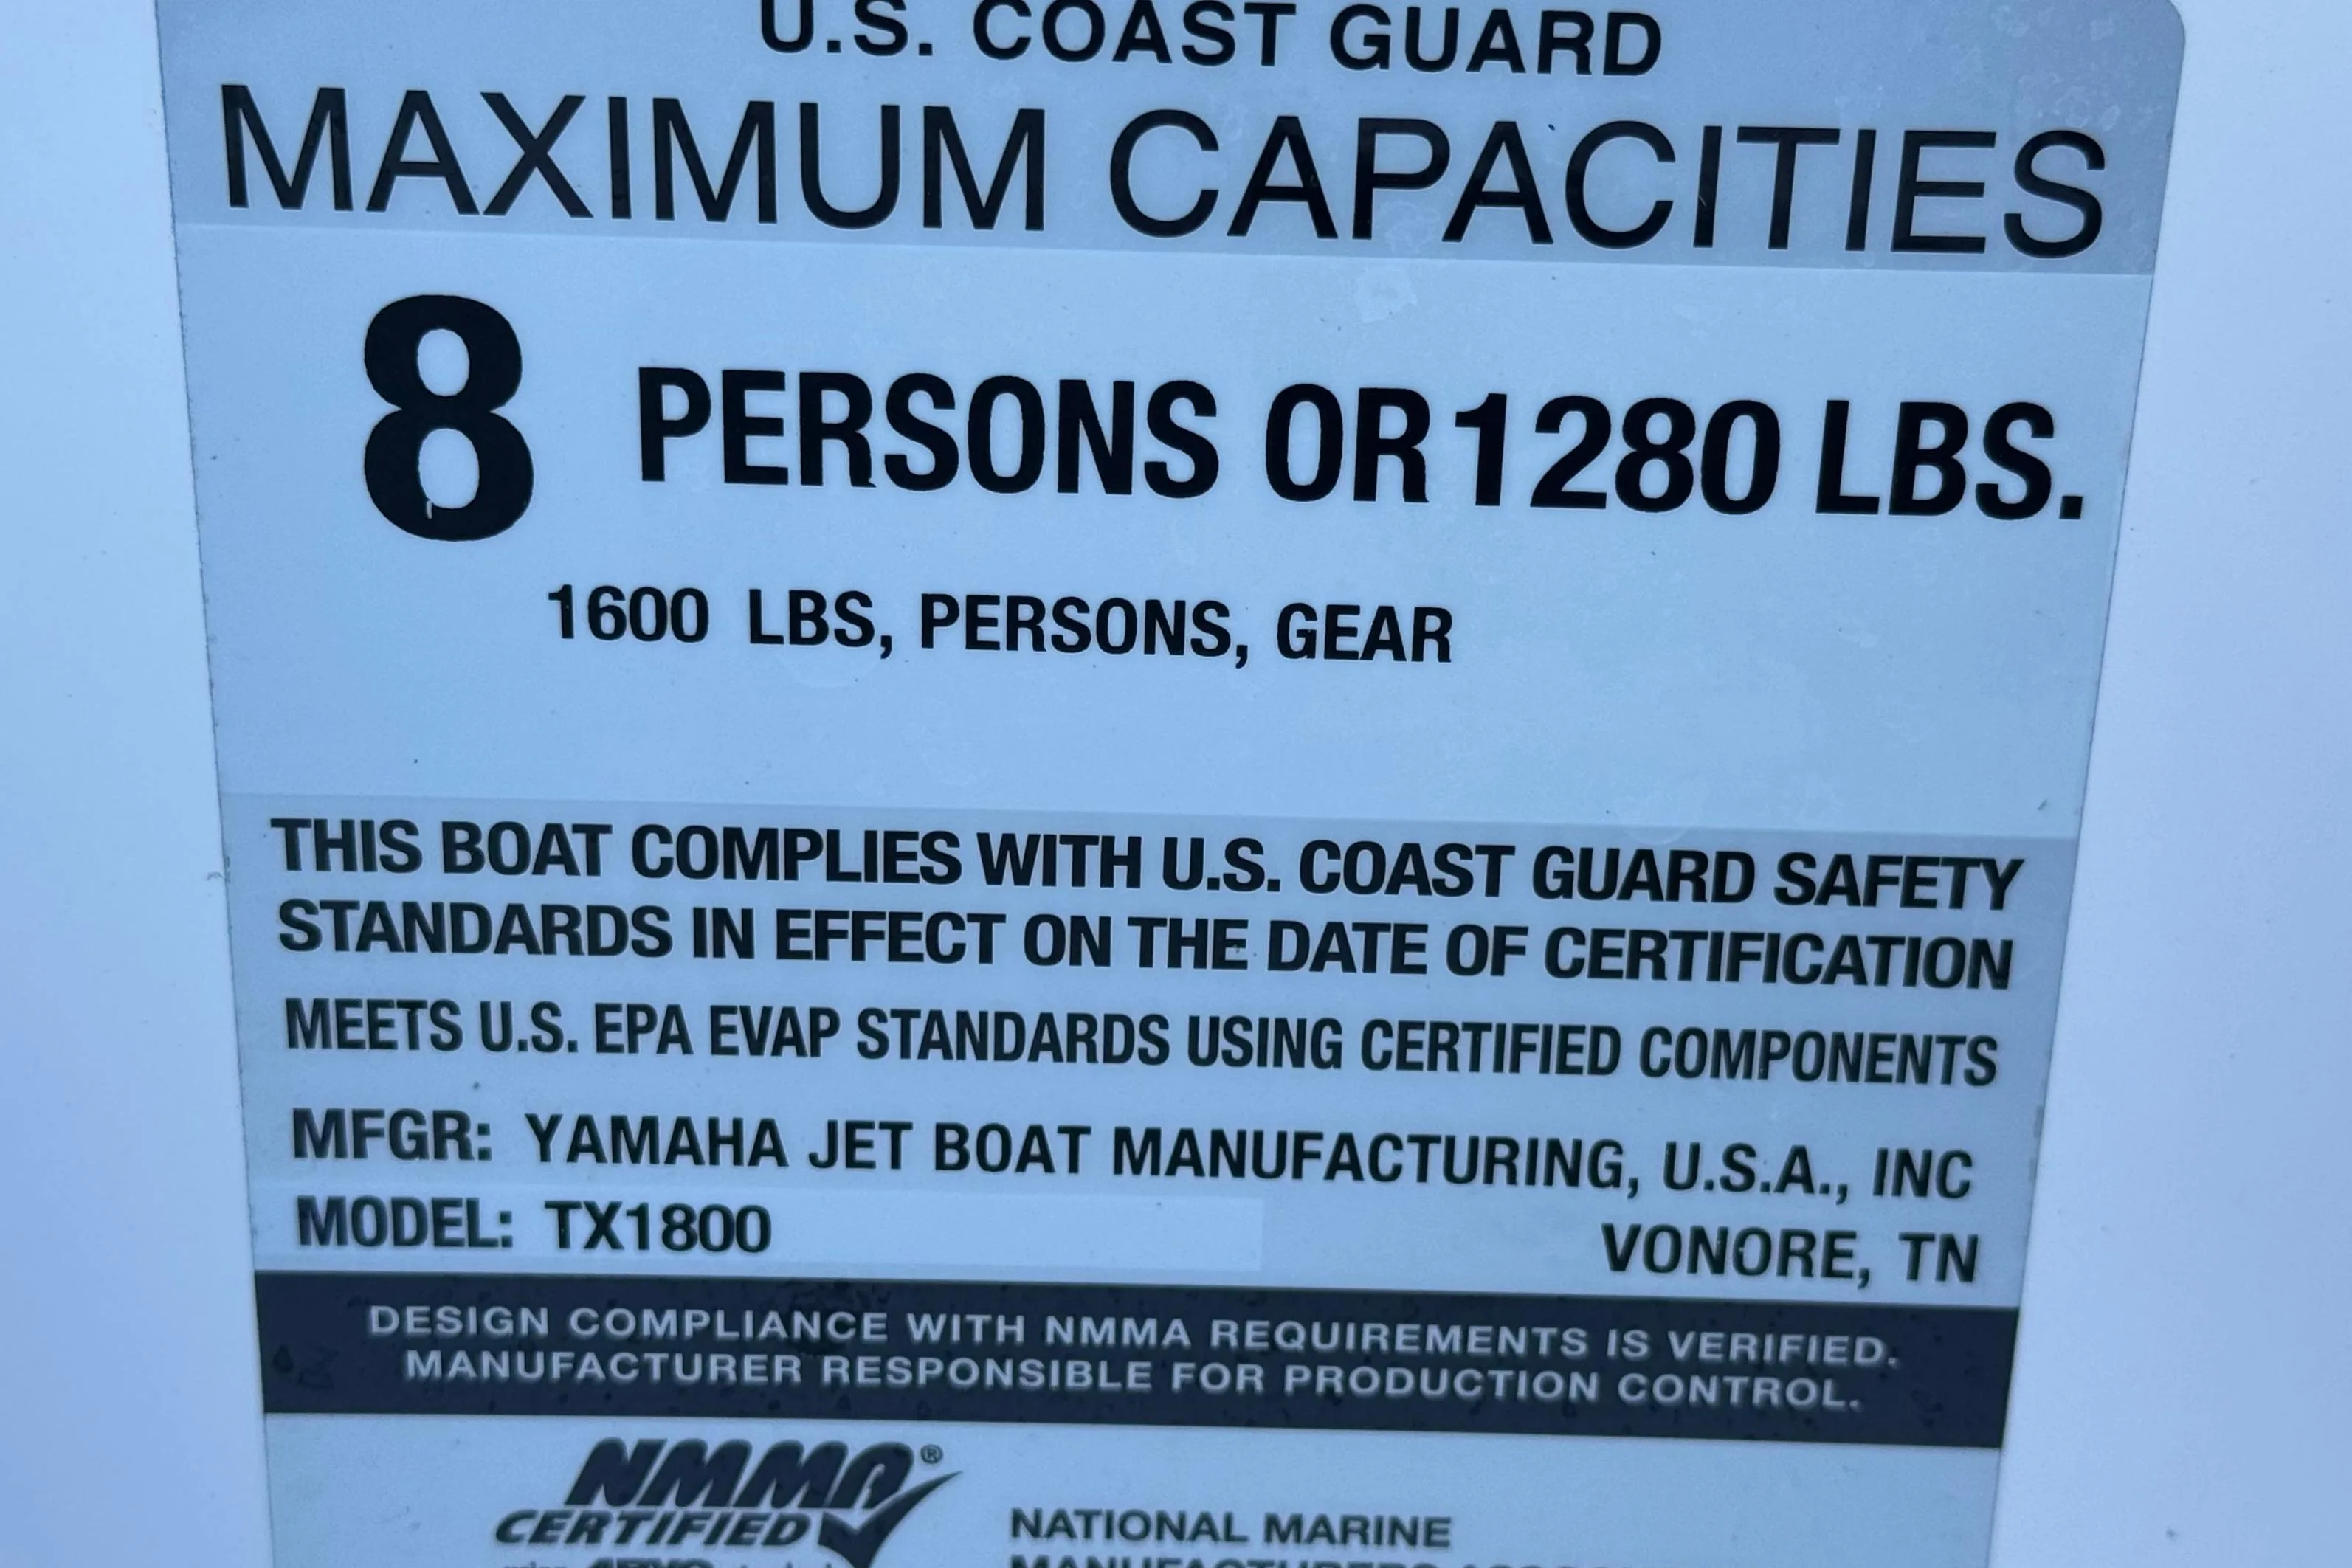 U.S. COAST GUARD
MAXIMUM CAPACITIES
8 PERSONS OR 1280 LBS.
1600 LBS, PERSONS, GEAR
THIS BOAT COMPLIES WITH U.S. COAST GUARD SAFETY
STANDARDS IN EFFECT ON THE DATE OF CERTIFICATION
MEETS U.S. EPA EVAP STANDARDS USING CERTIFIED COMPONENTS
MFGR: YAMAHA JET BOAT MANUFACTURING, U.S.A., INC
MODEL: TX1800 VONORE, TN
DESIGN COMPLIANCE WITH NMMA REQUIREMENTS IS VERIFIED.
MANUFACTURER RESPONSIBLE FOR PRODUCTION CONTROL.
NMMA®
CERTIFIED
NATIONAL MARINE
MANUFACTURERS